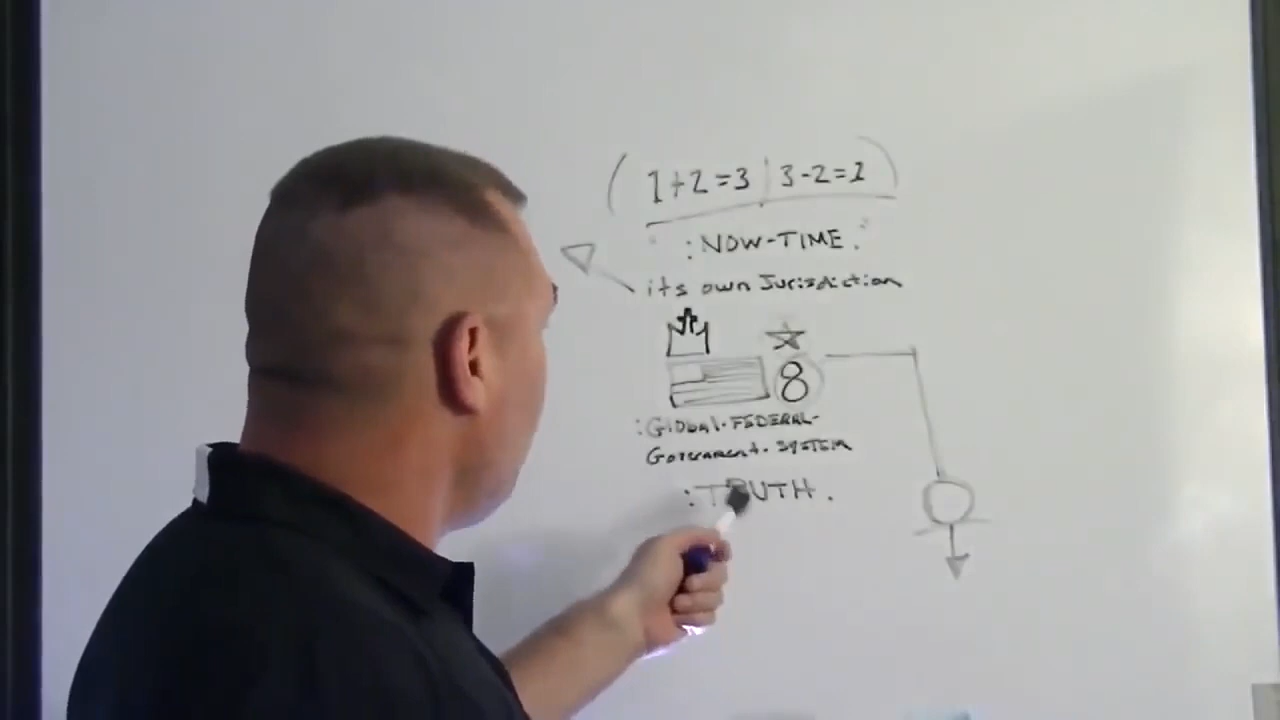 ( 1+2=3 | 3-2=1 )
:NOW-TIME.
its own Jurisdiction
8
:Global-FEDERAL-
Government-SYSTEM
:TRUTH.